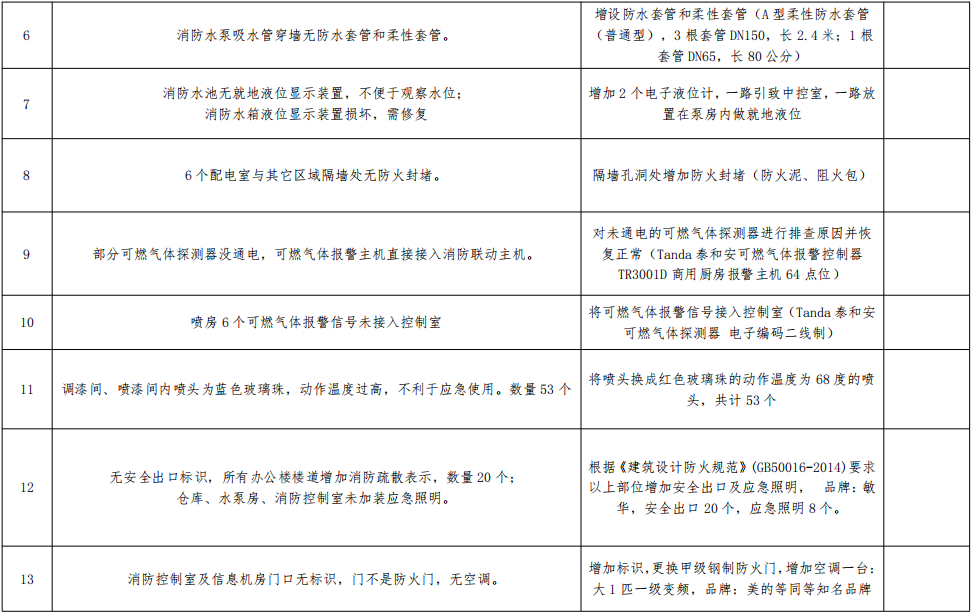 6
消防水泵吸水管穿墙无防水套管和柔性套管。
增设防水套管和柔性套管（A 型柔性防水套管
（普通型），3 根套管 DN150，长 2.4 米；1 根
套管 DN65，长 80 公分）
7
消防水池无就地液位显示装置，不便于观察水位；
消防水箱液位显示装置损坏，需修复
增加 2 个电子液位计，一路引致中控室，一路放
置在泵房内做就地液位
8
6 个配电室与其它区域隔墙处无防火封堵。
隔墙孔洞处增加防火封堵（防火泥、阻火包）
9
部分可燃气体探测器没通电，可燃气体报警主机直接接入消防联动主机。
对未通电的可燃气体探测器进行排查原因并恢
复正常（Tanda 泰和安可燃气体报警控制器
TR3001D 商用厨房报警主机 64 点位）
10
喷房 6 个可燃气体报警信号未接入控制室
将可燃气体报警信号接入控制室（Tanda 泰和安
可燃气体探测器 电子编码二线制）
11
调漆间、喷漆间内喷头为蓝色玻璃珠，动作温度过高，不利于应急使用。数量 53 个
将喷头换成红色玻璃珠的动作温度为 68 度的喷
头，共计 53 个
12
无安全出口标识，所有办公楼楼道增加消防疏散表示，数量 20 个；
仓库、水泵房、消防控制室未加装应急照明。
根据《建筑设计防火规范》(GB50016-2014)要求
以上部位增加安全出口及应急照明， 品牌：敏
华，安全出口 20 个，应急照明 8 个。
13
消防控制室及信息机房门口无标识，门不是防火门，无空调。
增加标识，更换甲级钢制防火门，增加空调一台：
大 1 匹一级变频，品牌：美的等同等知名品牌